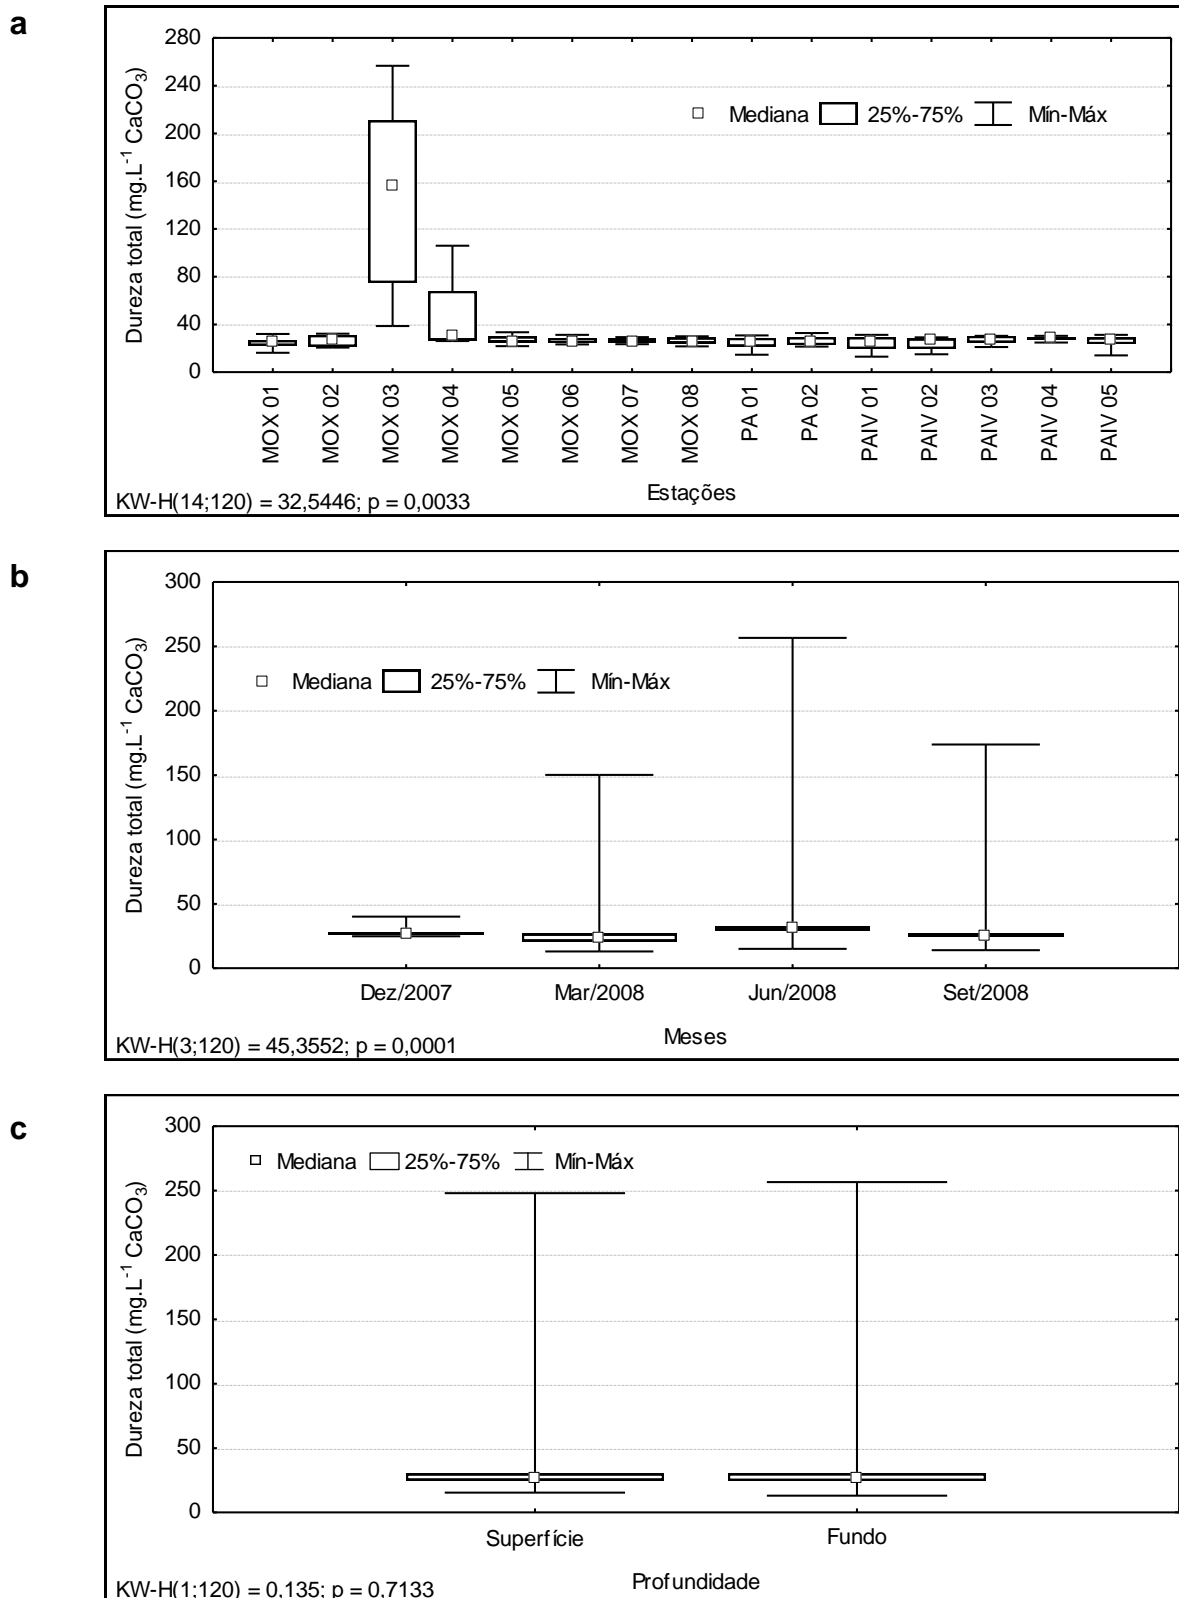 a
280
240
200
160
120
80
40
0
Dureza total (mg.L⁻¹ CaCO₃)
Mediana 25%-75% Mín-Máx
MOX 01
MOX 02
MOX 03
MOX 04
MOX 05
MOX 06
MOX 07
MOX 08
PA 01
PA 02
PAIV 01
PAIV 02
PAIV 03
PAIV 04
PAIV 05
Estações
KW-H(14;120) = 32,5446; p = 0,0033
b
300
250
200
150
100
50
0
Dureza total (mg.L⁻¹ CaCO₃)
Mediana 25%-75% Mín-Máx
Dez/2007 Mar/2008 Jun/2008 Set/2008
Meses
KW-H(3;120) = 45,3552; p = 0,0001
c
300
250
200
150
100
50
0
Dureza total (mg.L⁻¹ CaCO₃)
Mediana 25%-75% Mín-Máx
Superfície Fundo
Profundidade
KW-H(1;120) = 0,135; p = 0,7133